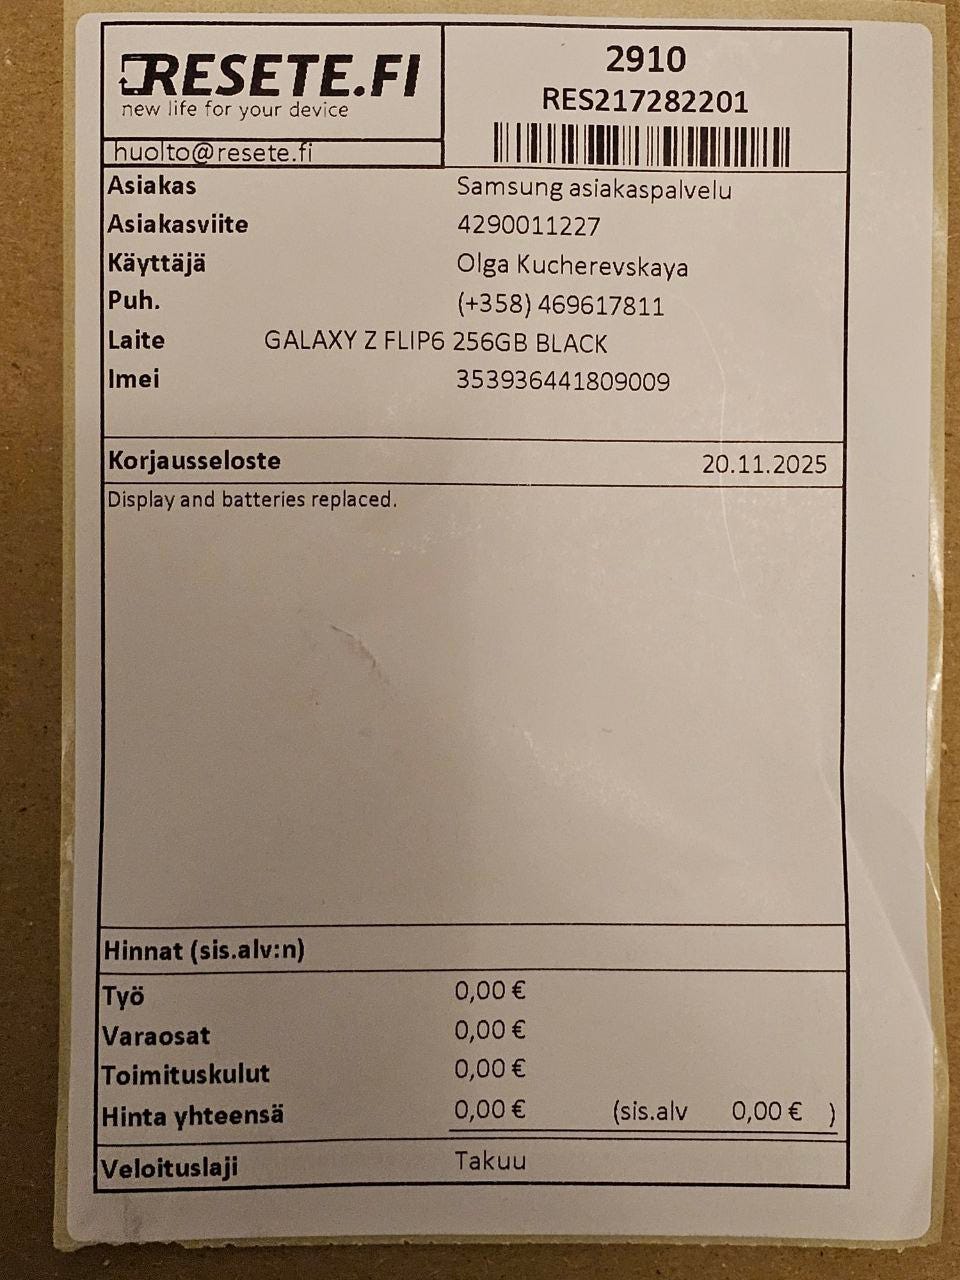 RESETE.FI
new life for your device
huolto@resete.fi
2910
RES217282201
Asiakas Samsung asiakaspalvelu
Asiakasviite 4290011227
Käyttäjä Olga Kucherevskaya
Puh. (+358) 469617811
Laite GALAXY Z FLIP6 256GB BLACK
Imei 353936441809009
Korjausseloste 20.11.2025
Display and batteries replaced.
Hinnat (sis.alv:n)
Työ 0,00 €
Varaosat 0,00 €
Toimituskulut 0,00 €
Hinta yhteensä 0,00 € (sis.alv 0,00 € )
Veloituslaji Takuu